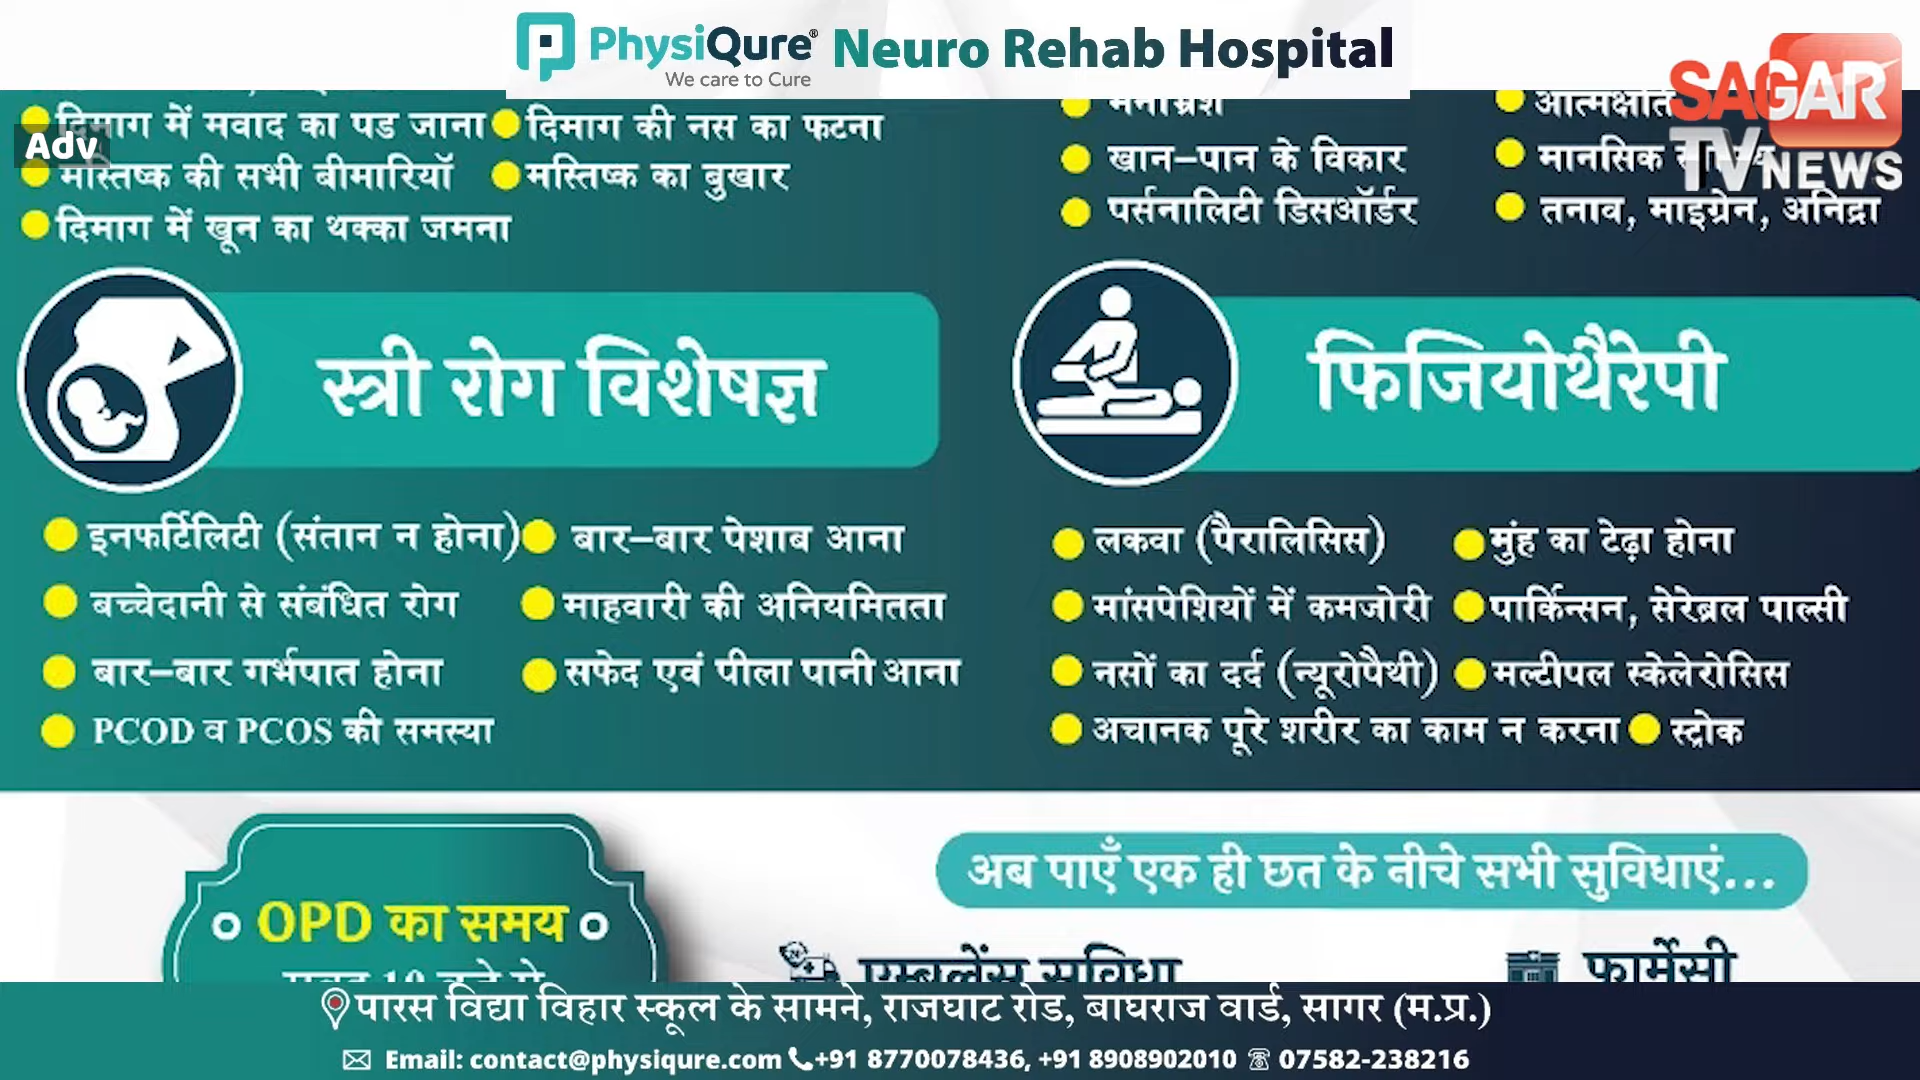 PhysiQure® Neuro Rehab Hospital
We care to Cure
SAGAR
TV NEWS
Adv
दिमाग में मवाद का पड जाना
दिमाग की नस का फटना
मस्तिष्क की सभी बीमारियॉ
मस्तिष्क का बुखार
दिमाग में खून का थक्का जमना
खान-पान के विकार
मानसिक
पर्सनालिटी डिसऑर्डर
तनाव, माइग्रेन, अनिद्रा
स्त्री रोग विशेषज्ञ
इनफर्टिलिटी (संतान न होना)
बार-बार पेशाब आना
बच्चेदानी से संबंधित रोग
माहवारी की अनियमितता
बार-बार गर्भपात होना
सफेद एवं पीला पानी आना
PCOD व PCOS की समस्या
फिजियोथैरेपी
लकवा (पैरालिसिस)
मुंह का टेढ़ा होना
मांसपेशियों में कमजोरी
पार्किन्सन, सेरेब्रल पाल्सी
नसों का दर्द (न्यूरोपैथी)
मल्टीपल स्केलेरोसिस
अचानक पूरे शरीर का काम न करना
स्ट्रोक
OPD का समय
अब पाएँ एक ही छत के नीचे सभी सुविधाएं...
एम्बुलेंस सुविधा
फार्मेसी
पारस विद्या विहार स्कूल के सामने, राजघाट रोड, बाघराज वार्ड, सागर (म.प्र.)
Email: contact@physiqure.com +91 8770078436, +91 8908902010 07582-238216